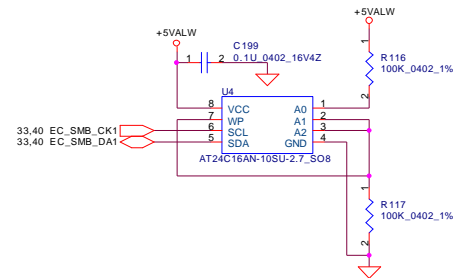 +5VALW
+5VALW
C199
0.1U_0402_16V4Z
1
2
1
R116
100K_0402_1%
2
U4
8 VCC A0 1
7 WP A1 2
6 SCL A2 3
5 SDA GND 4
33,40 EC_SMB_CK1
33,40 EC_SMB_DA1
AT24C16AN-10SU-2.7_SO8
1
R117
100K_0402_1%
2